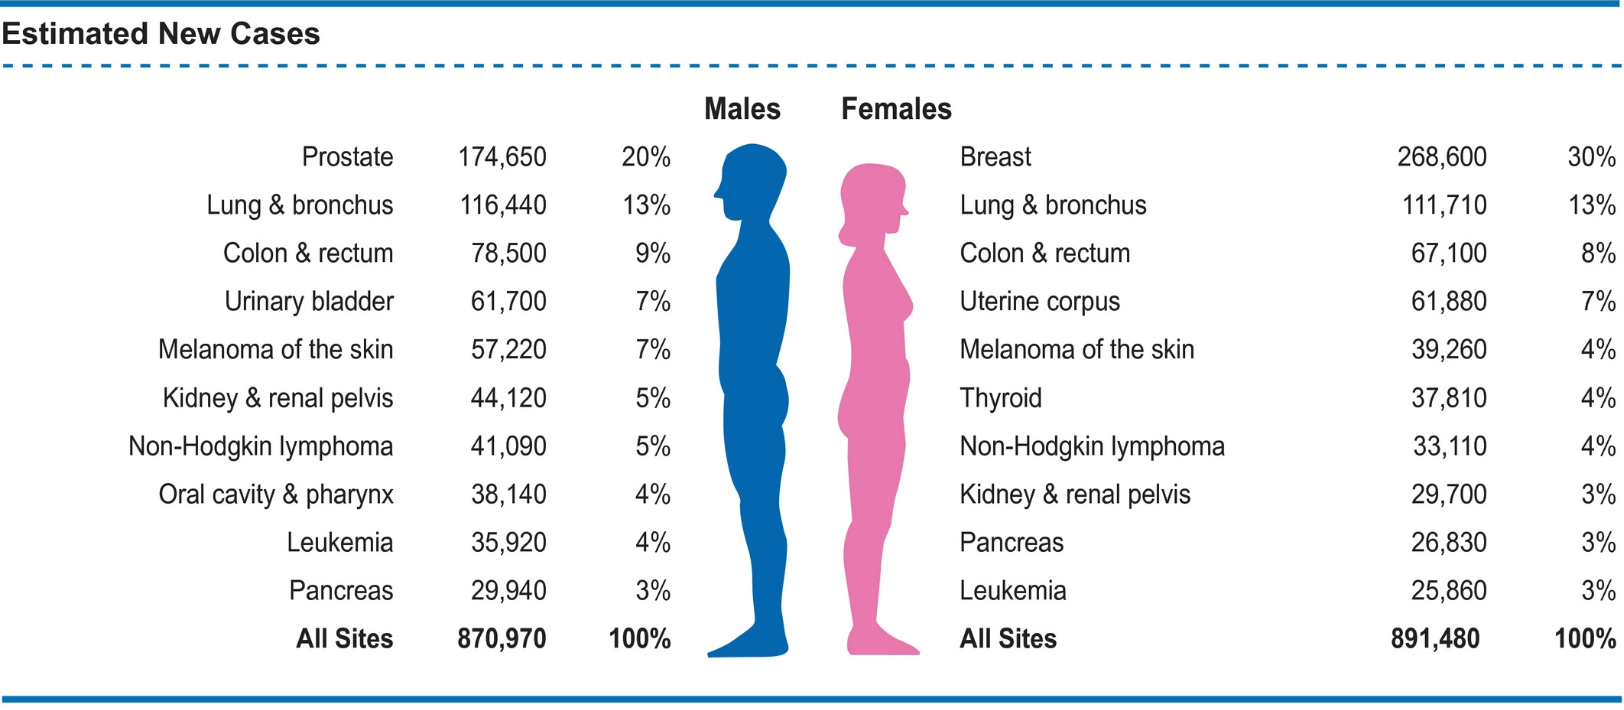 Estimated New Cases
Males Females
Prostate 174,650 20% Breast 268,600 30%
Lung & bronchus 116,440 13% Lung & bronchus 111,710 13%
Colon & rectum 78,500 9% Colon & rectum 67,100 8%
Urinary bladder 61,700 7% Uterine corpus 61,880 7%
Melanoma of the skin 57,220 7% Melanoma of the skin 39,260 4%
Kidney & renal pelvis 44,120 5% Thyroid 37,810 4%
Non-Hodgkin lymphoma 41,090 5% Non-Hodgkin lymphoma 33,110 4%
Oral cavity & pharynx 38,140 4% Kidney & renal pelvis 29,700 3%
Leukemia 35,920 4% Pancreas 26,830 3%
Pancreas 29,940 3% Leukemia 25,860 3%
All Sites 870,970 100% All Sites 891,480 100%